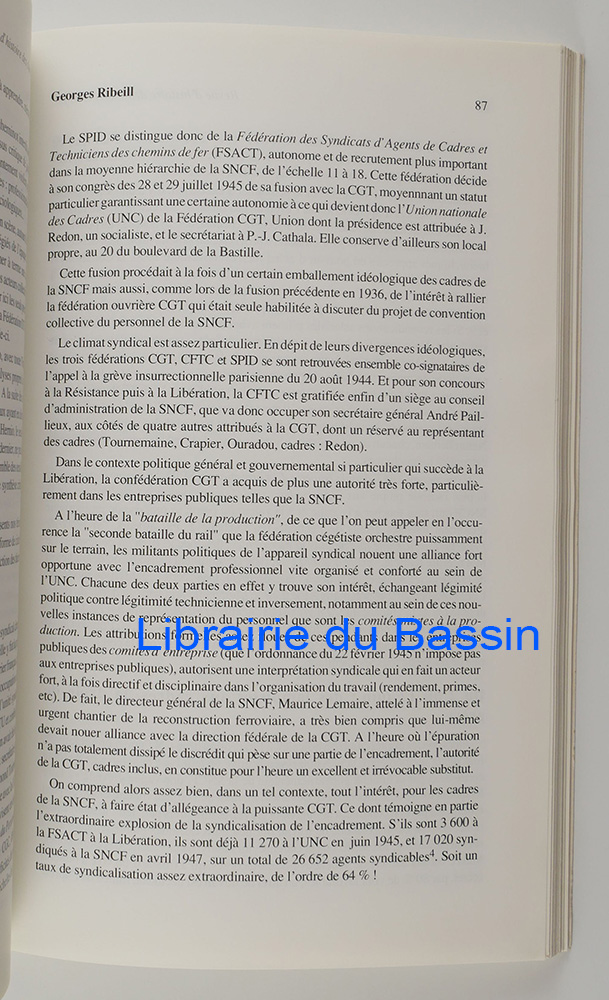 Georges Ribeill
87
Le SPID se distingue donc de la Fédération des Syndicats d'Agents de Cadres et
Techniciens des chemins de fer (FSACT), autonome et de recrutement plus important
dans la moyenne hiérarchie de la SNCF, de l'échelle 11 à 18. Cette fédération décide
à son congrès des 28 et 29 juillet 1945 de sa fusion avec la CGT, moyennnant un statut
particulier garantissant une certaine autonomie à ce qui devient donc l'Union nationale
des Cadres (UNC) de la Fédération CGT, Union dont la présidence est attribuée à J.
Redon, un socialiste, et le secrétariat à P.-J. Cathala. Elle conserve d'ailleurs son local
propre, au 20 du boulevard de la Bastille.
Cette fusion procédait à la fois d'un certain emballement idéologique des cadres de
la SNCF mais aussi, comme lors de la fusion précédente en 1936, de l'intérêt à rallier
la fédération ouvrière CGT qui était seule habilitée à discuter du projet de convention
collective du personnel de la SNCF.
Le climat syndical est assez particulier. En dépit de leurs divergences idéologiques,
les trois fédérations CGT, CFTC et SPID se sont retrouvées ensemble co-signataires de
l'appel à la grève insurrectionnelle parisienne du 20 août 1944. Et pour son concours
à la Résistance puis à la Libération, la CFTC est gratifiée enfin d'un siège au conseil
d'administration de la SNCF, que va donc occuper son secrétaire général André Pail-
lieux, aux côtés de quatre autres attribués à la CGT, dont un réservé au représentant
des cadres (Tournemaine, Crapier, Ouradou, cadres : Redon).
Dans le contexte politique général et gouvernemental si particulier qui succède à la
Libération, la confédération CGT a acquis de plus une autorité très forte, particuliè-
rement dans les entreprises publiques telles que la SNCF.
A l'heure de la "bataille de la production", de ce que l'on peut appeler en l'occu-
rence la "seconde bataille du rail" que la fédération cégétiste orchestre puissamment
sur le terrain, les militants politiques de l'appareil syndical nouent une alliance fort
opportune avec l'encadrement professionnel vite organisé et conforté au sein de
l'UNC. Chacune des deux parties en effet y trouve son intérêt, échangeant légimité
politique contre légitimité technicienne et inversement, notamment au sein de ces nou-
velles instances de représentation du personnel que sont les comités mixtes à la pro-
duction. Les attributions de ces pendants dans les entreprises
publiques des comités d'entreprise (que l'ordonnance du 22 février 1945 n'impose pas
aux entreprises publiques), autorisent une interprétation syndicale qui en fait un acteur
fort, à la fois directif et disciplinaire dans l'organisation du travail (rendement, primes,
etc). De fait, le directeur général de la SNCF, Maurice Lemaire, attelé à l'immense et
urgent chantier de la reconstruction ferroviaire, a très bien compris que lui-même
devait nouer alliance avec la direction fédérale de la CGT. A l'heure où l'épuration
n'a pas totalement dissipé le discrédit qui pèse sur une partie de l'encadrement, l'autorité
de la CGT, cadres inclus, en constitue pour l'heure un excellent et irrévocable substitut.
On comprend alors assez bien, dans un tel contexte, tout l'intérêt, pour les cadres
de la SNCF, à faire état d'allégeance à la puissante CGT. Ce dont témoigne en partie
l'extraordinaire explosion de la syndicalisation de l'encadrement. S'ils sont 3 600 à
la FSACT à la Libération, ils sont déjà 11 270 à l'UNC en juin 1945, et 17 020 syn-
diqués à la SNCF en avril 1947, sur un total de 26 652 agents syndicables4. Soit un
taux de syndicalisation assez extraordinaire, de l'ordre de 64 % !
Librairie du Bassin